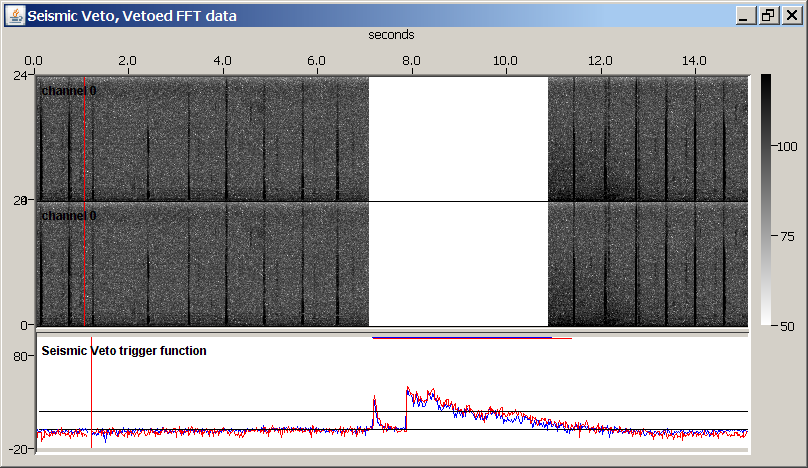 Seismic Veto, Vetoed FFT data
seconds
0.0 2.0 4.0 6.0 8.0 10.0 12.0 14.0
24
channel 0
100
channel 0
75
0
50
Seismic Veto trigger function
80
-20